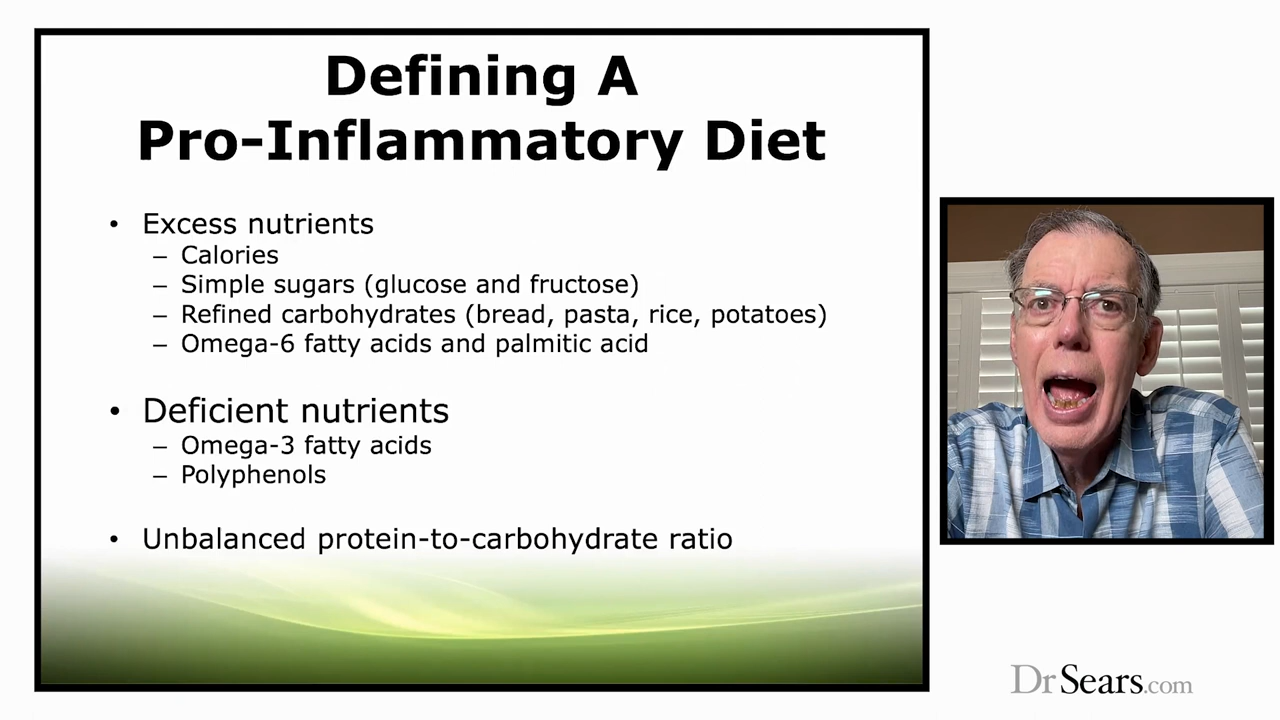 Defining A
Pro-Inflammatory Diet
• Excess nutrients
– Calories
– Simple sugars (glucose and fructose)
– Refined carbohydrates (bread, pasta, rice, potatoes)
– Omega-6 fatty acids and palmitic acid
• Deficient nutrients
– Omega-3 fatty acids
– Polyphenols
• Unbalanced protein-to-carbohydrate ratio
DrSears.com